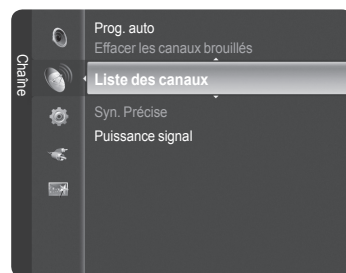 Chaîne
Prog. auto
Effacer les canaux brouillés
Liste des canaux
Syn. Précise
Puissance signal